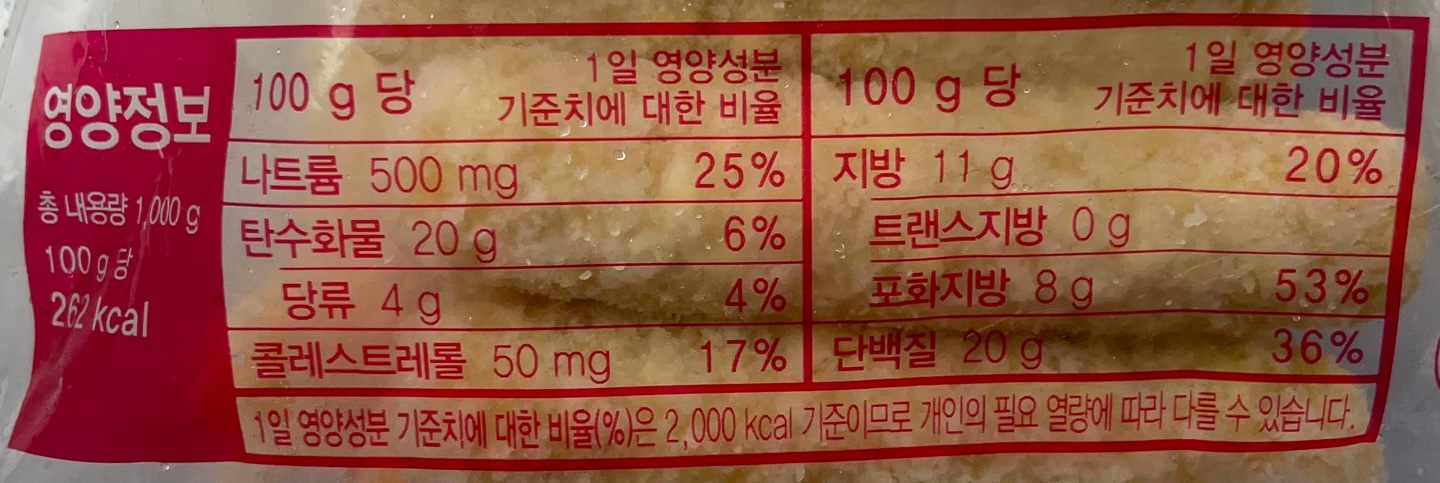 영양정보
총 내용량 1,000 g
100 g 당
262 kcal
100 g 당 1일 영양성분 기준치에 대한 비율
나트륨 500 mg 25%
탄수화물 20 g 6%
당류 4 g 4%
콜레스트레롤 50 mg 17%
100 g 당 1일 영양성분 기준치에 대한 비율
지방 11 g 20%
트랜스지방 0 g
포화지방 8 g 53%
단백질 20 g 36%
1일 영양성분 기준치에 대한 비율(%)은 2,000 kcal 기준이므로 개인의 필요 열량에 따라 다를 수 있습니다.